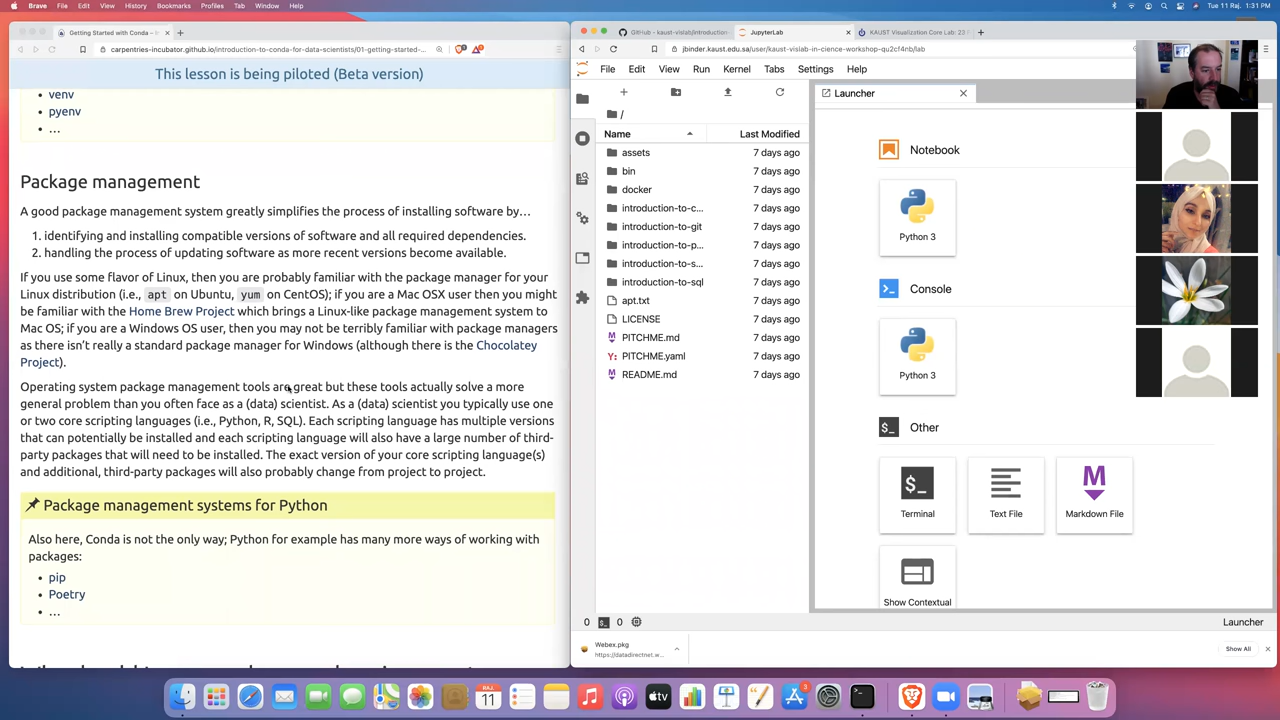 Brave File Edit View History Bookmarks Profiles Tab Window Help
Tue 11 Raj. 1:31 PM
Getting Started with Conda – I
carpentries-incubator.github.io/introduction-to-conda-for-data-scientists/01-getting-started-...
This lesson is being piloted (Beta version)
venv
pyenv
...
Package management
A good package management system greatly simplifies the process of installing software by…
1. identifying and installing compatible versions of software and all required dependencies.
2. handling the process of updating software as more recent versions become available.
If you use some flavor of Linux, then you are probably familiar with the package manager for your
Linux distribution (i.e., apt on Ubuntu, yum on CentOS); if you are a Mac OSX user then you might
be familiar with the Home Brew Project which brings a Linux-like package management system to
Mac OS; if you are a Windows OS user, then you may not be terribly familiar with package managers
as there isn't really a standard package manager for Windows (although there is the Chocolatey
Project).
Operating system package management tools are great but these tools actually solve a more
general problem than you often face as a (data) scientist. As a (data) scientist you typically use one
or two core scripting languages (i.e., Python, R, SQL). Each scripting language has multiple versions
that can potentially be installed and each scripting language will also have a large number of third-
party packages that will need to be installed. The exact version of your core scripting language(s)
and additional, third-party packages will also probably change from project to project.
Package management systems for Python
Also here, Conda is not the only way; Python for example has many more ways of working with
packages:
pip
Poetry
...
GitHub - kaust-vislab/introduction-
JupyterLab
KAUST Visualization Core Lab: 23
jbinder.kaust.edu.sa/user/kaust-vislab-in-cience-workshop-qu2cf4nb/lab
File Edit View Run Kernel Tabs Settings Help
/
Name Last Modified
assets 7 days ago
bin 7 days ago
docker 7 days ago
introduction-to-c... 7 days ago
introduction-to-git 7 days ago
introduction-to-p... 7 days ago
introduction-to-s... 7 days ago
introduction-to-sql 7 days ago
apt.txt 7 days ago
LICENSE 7 days ago
PITCHME.md 7 days ago
PITCHME.yaml 7 days ago
README.md 7 days ago
Launcher
Notebook
Python 3
Console
Python 3
Other
Terminal
Text File
Markdown File
Show Contextual
0 0
Launcher
Webex.pkg
https://datadirectnet.w...
Show All
RAJ.
11
tv
3